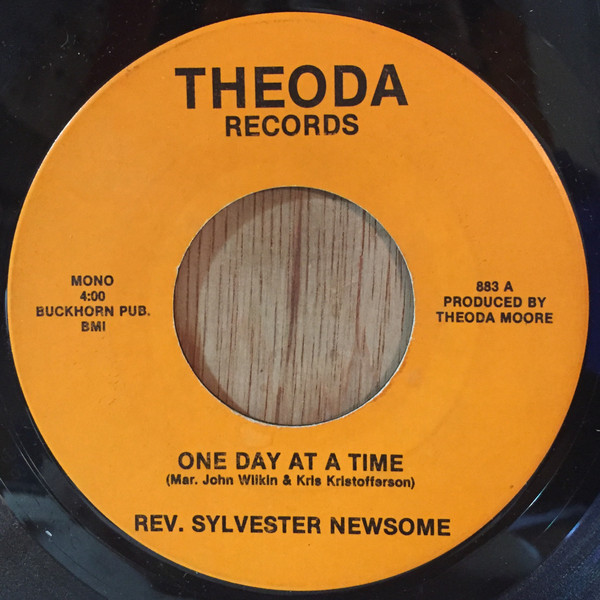 THEODA
RECORDS
MONO
4:00
BUCKHORN PUB.
BMI
883 A
PRODUCED BY
THEODA MOORE
ONE DAY AT A TIME
(Mar. John Wilkin & Kris Kristofferson)
REV. SYLVESTER NEWSOME